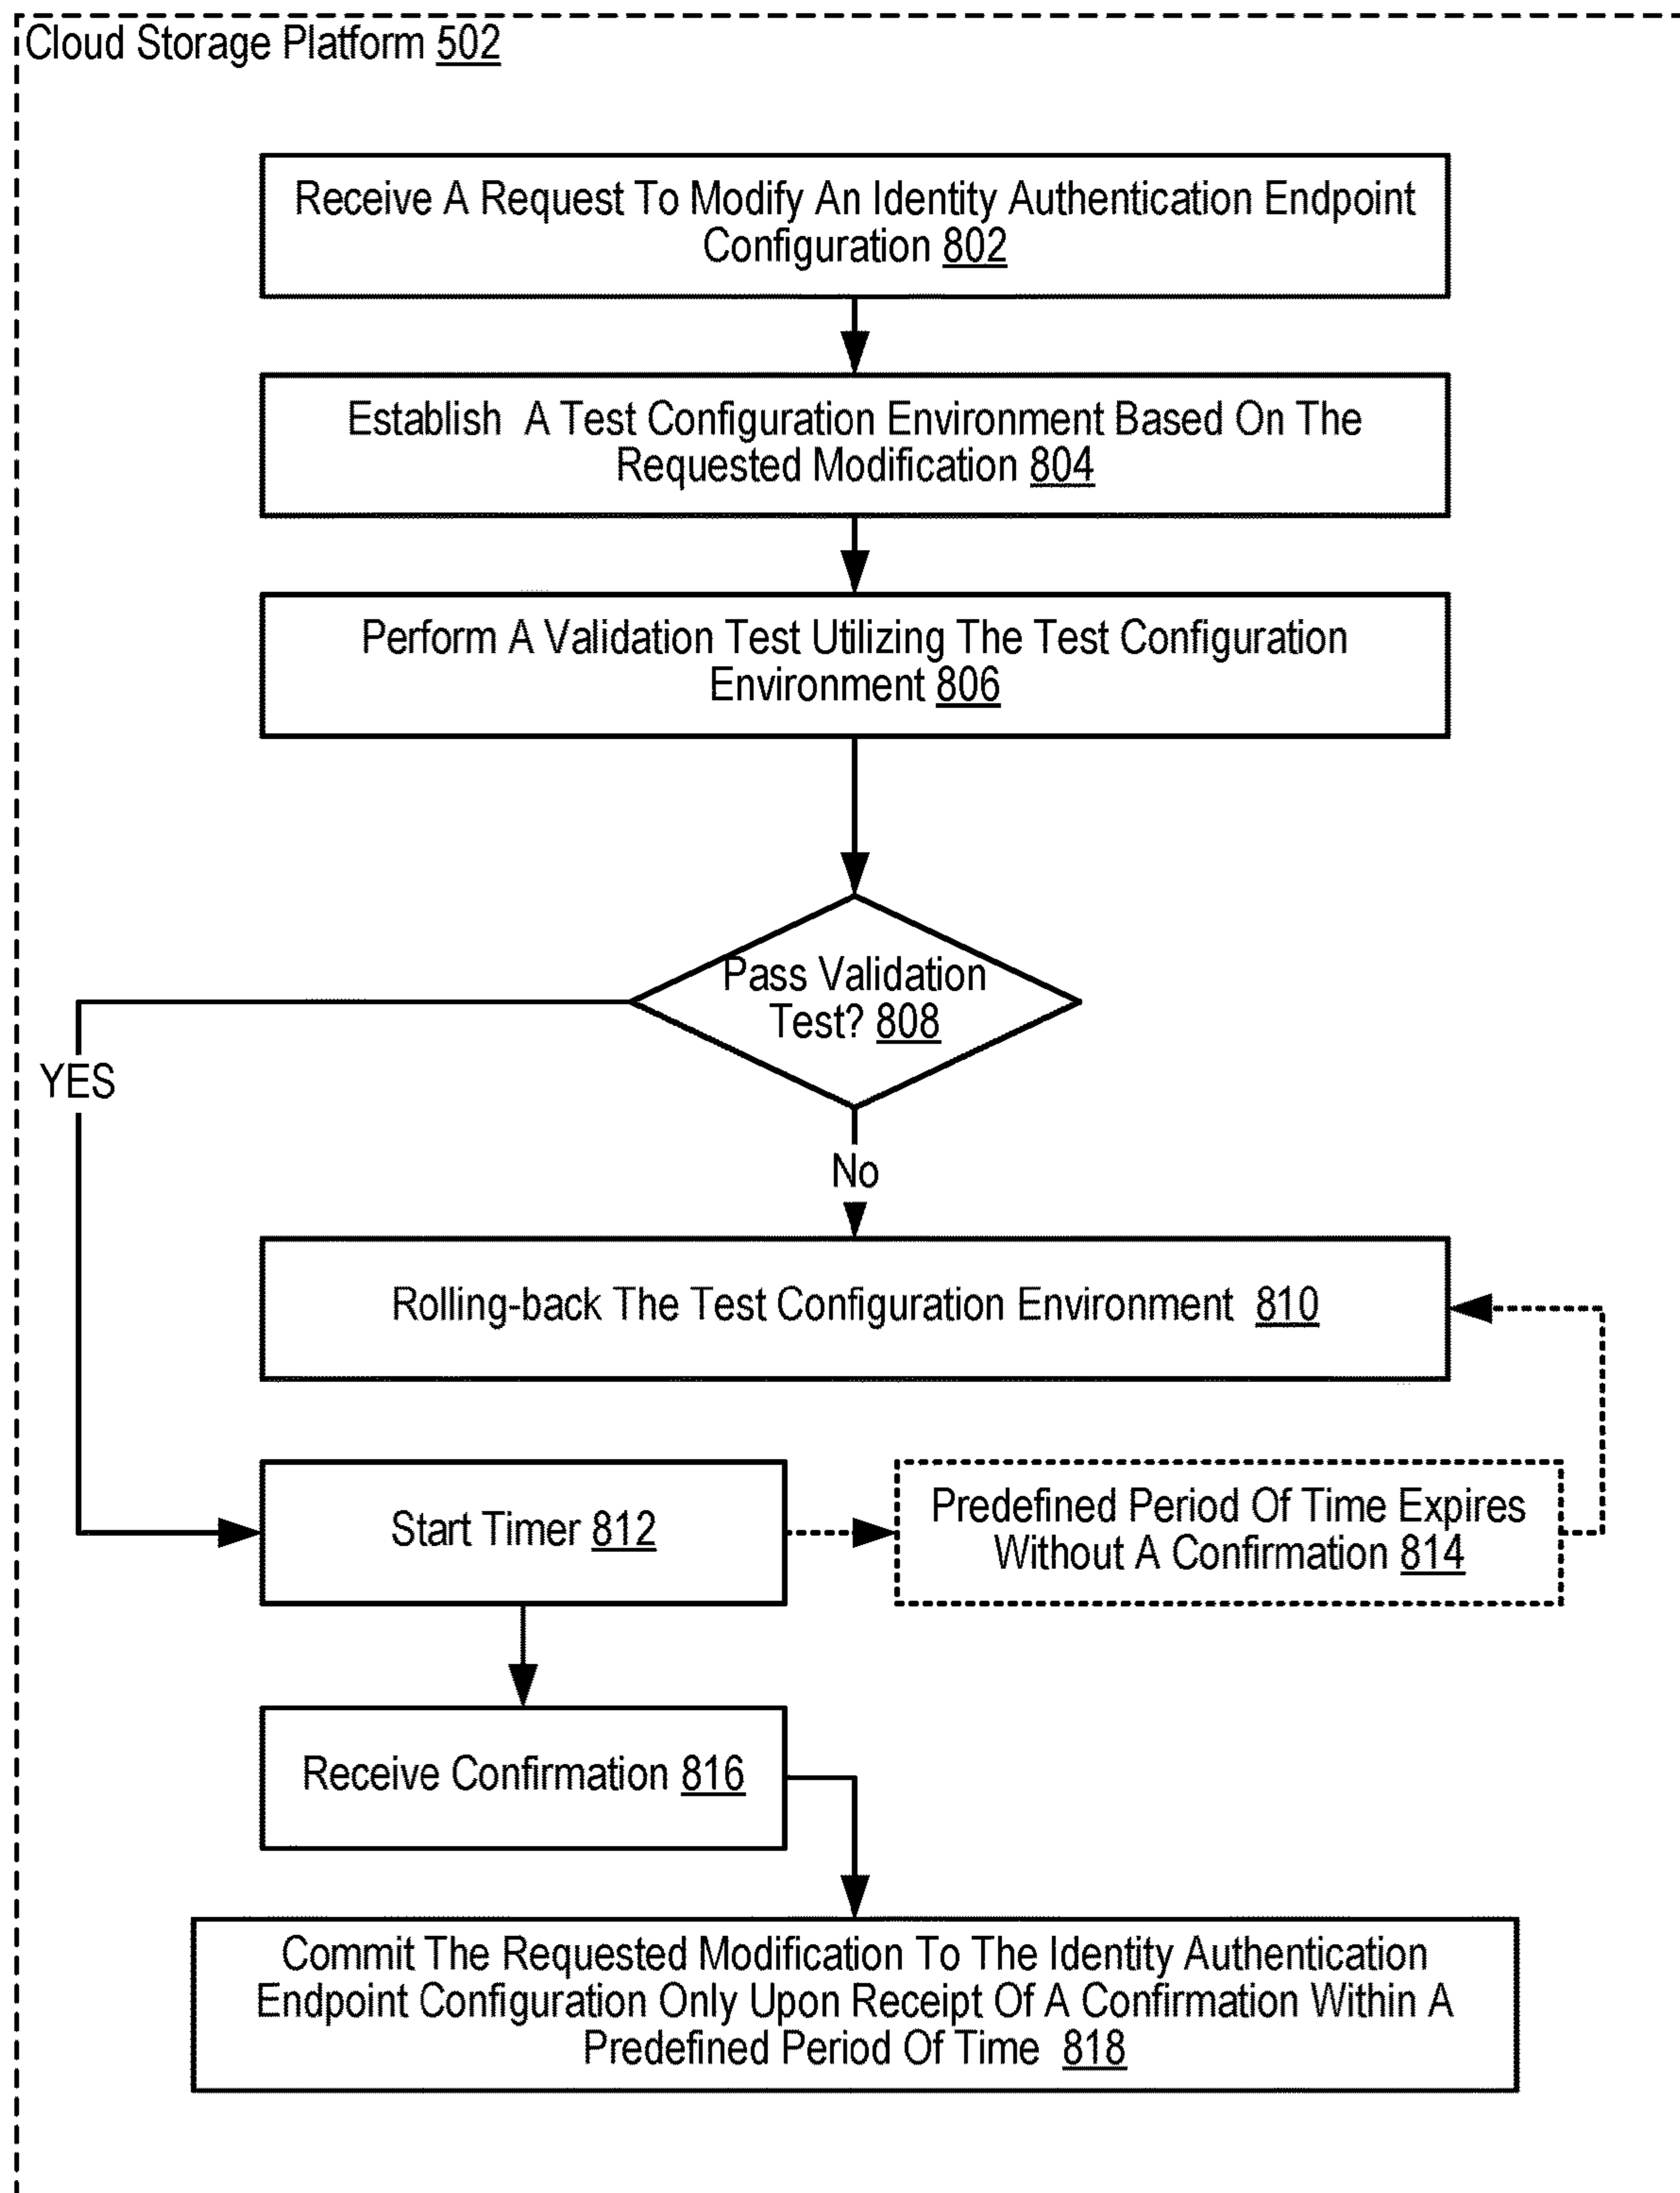 Cloud Storage Platform 502
Receive A Request To Modify An Identity Authentication Endpoint
Configuration 802
Establish A Test Configuration Environment Based On The
Requested Modification 804
Perform A Validation Test Utilizing The Test Configuration
Environment 806
Pass Validation
Test? 808
YES
No
Rolling-back The Test Configuration Environment 810
Start Timer 812
Predefined Period Of Time Expires
Without A Confirmation 814
Receive Confirmation 816
Commit The Requested Modification To The Identity Authentication
Endpoint Configuration Only Upon Receipt Of A Confirmation Within A
Predefined Period Of Time 818